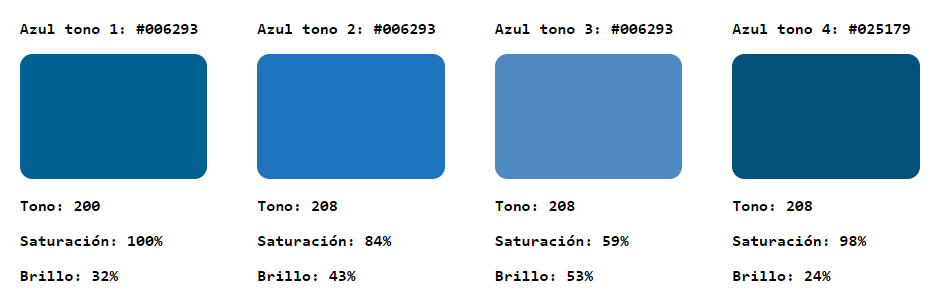 Azul tono 1: #006293
Azul tono 2: #006293
Azul tono 3: #006293
Azul tono 4: #025179
Tono: 200
Tono: 208
Tono: 208
Tono: 208
Saturación: 100%
Saturación: 84%
Saturación: 59%
Saturación: 98%
Brillo: 32%
Brillo: 43%
Brillo: 53%
Brillo: 24%